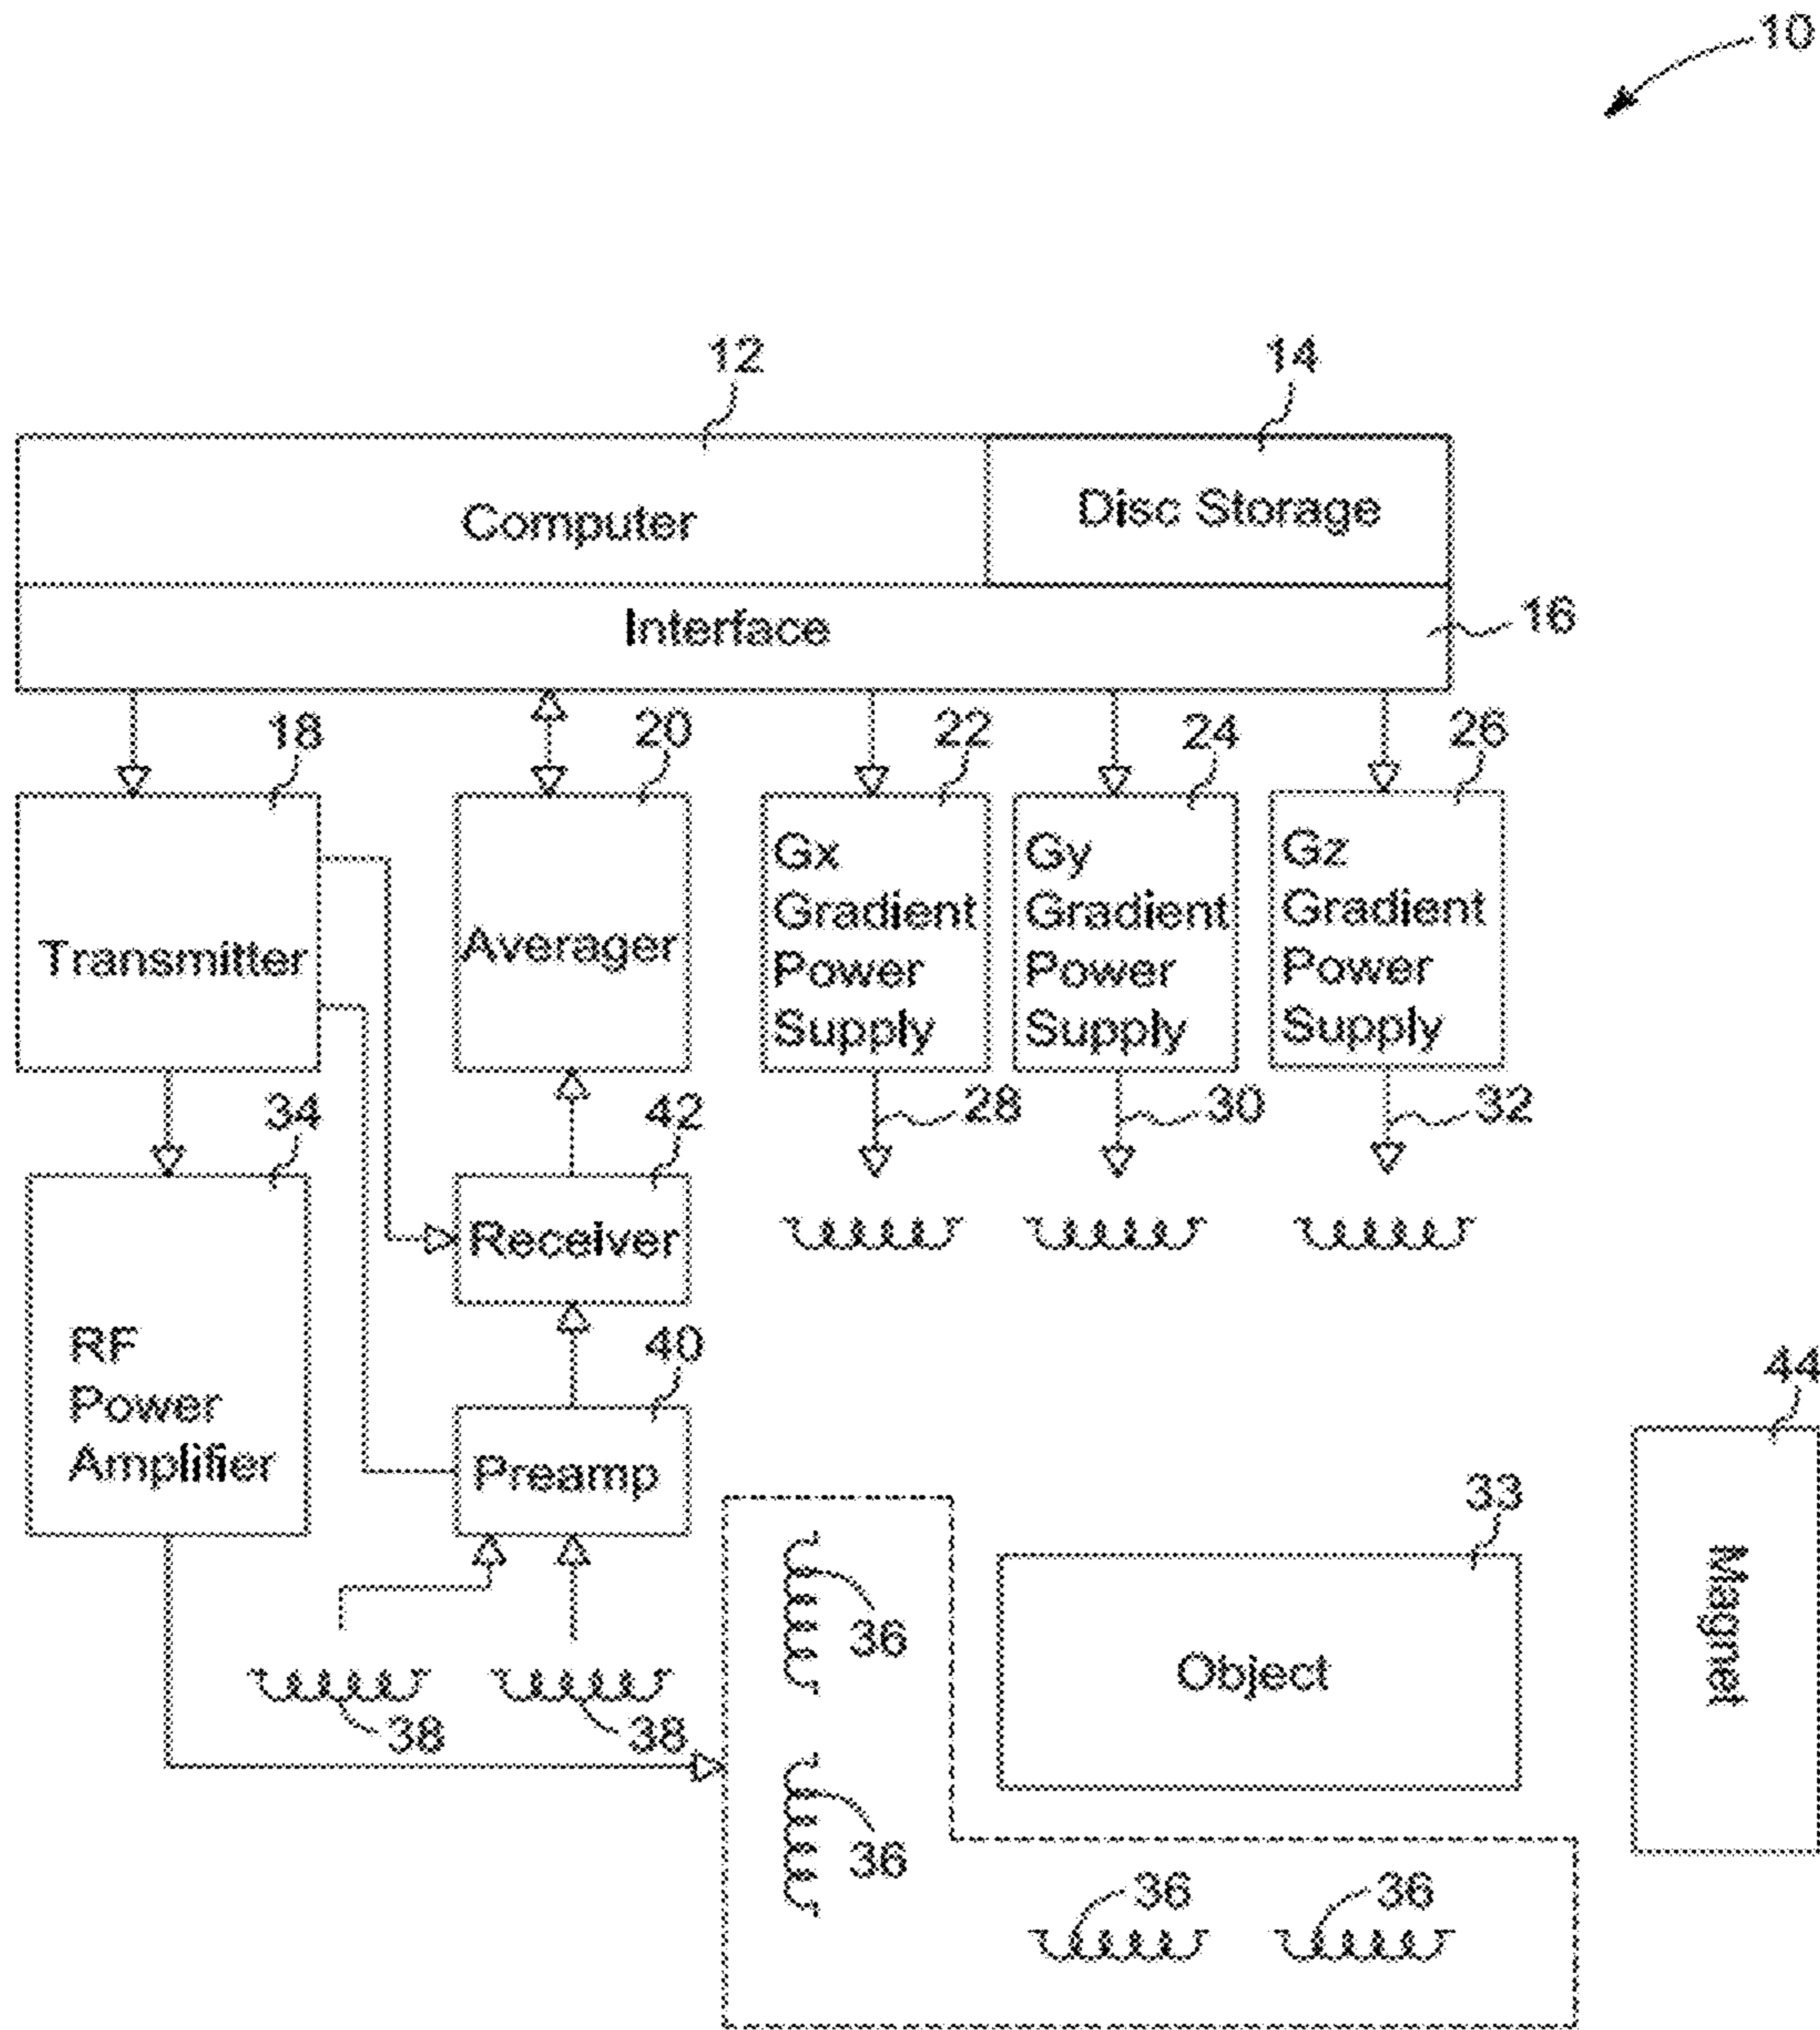 10
12
14
Computer
Disc Storage
Interface
16
18
20
22
24
26
Transmitter
Averager
Gx
Gradient
Power
Supply
Gy
Gradient
Power
Supply
Gz
Gradient
Power
Supply
34
42
28
30
32
Receiver
RF
Power
Amplifier
40
Preamp
44
Magnet
33
Object
36
38
38
36
36
36